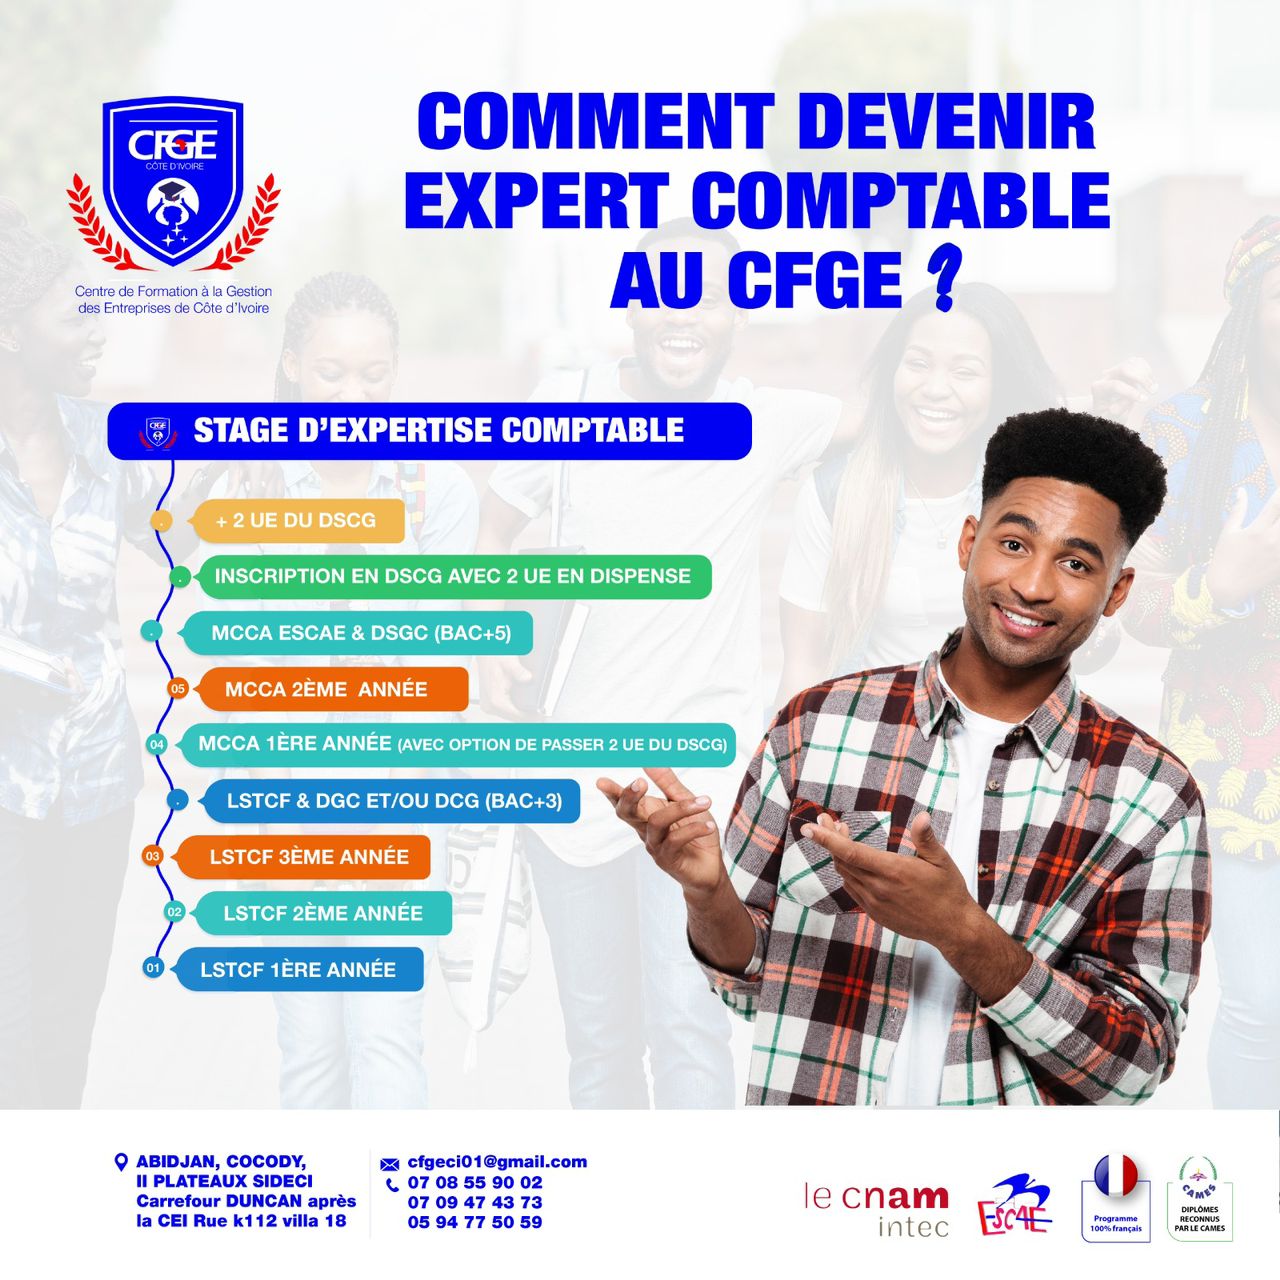 CFGE
CÔTE D'IVOIRE
Centre de Formation à la Gestion
des Entreprises de Côte d'Ivoire
COMMENT DEVENIR
EXPERT COMPTABLE
AU CFGE ?
CFGE
STAGE D'EXPERTISE COMPTABLE
+ 2 UE DU DSCG
INSCRIPTION EN DSCG AVEC 2 UE EN DISPENSE
MCCA ESCAE & DSGC (BAC+5)
05 MCCA 2ÈME ANNÉE
04 MCCA 1ÈRE ANNÉE (AVEC OPTION DE PASSER 2 UE DU DSCG)
LSTCF & DGC ET/OU DCG (BAC+3)
03 LSTCF 3ÈME ANNÉE
02 LSTCF 2ÈME ANNÉE
01 LSTCF 1ÈRE ANNÉE
ABIDJAN, COCODY,
II PLATEAUX SIDECI
Carrefour DUNCAN après
la CEI Rue k112 villa 18
cfgeci01@gmail.com
07 08 55 90 02
07 09 47 43 73
05 94 77 50 59
le cnam
intec
ESCAE
Programme
100% français
CAMES
DIPLÔMES
RECONNUS
PAR LE CAMES